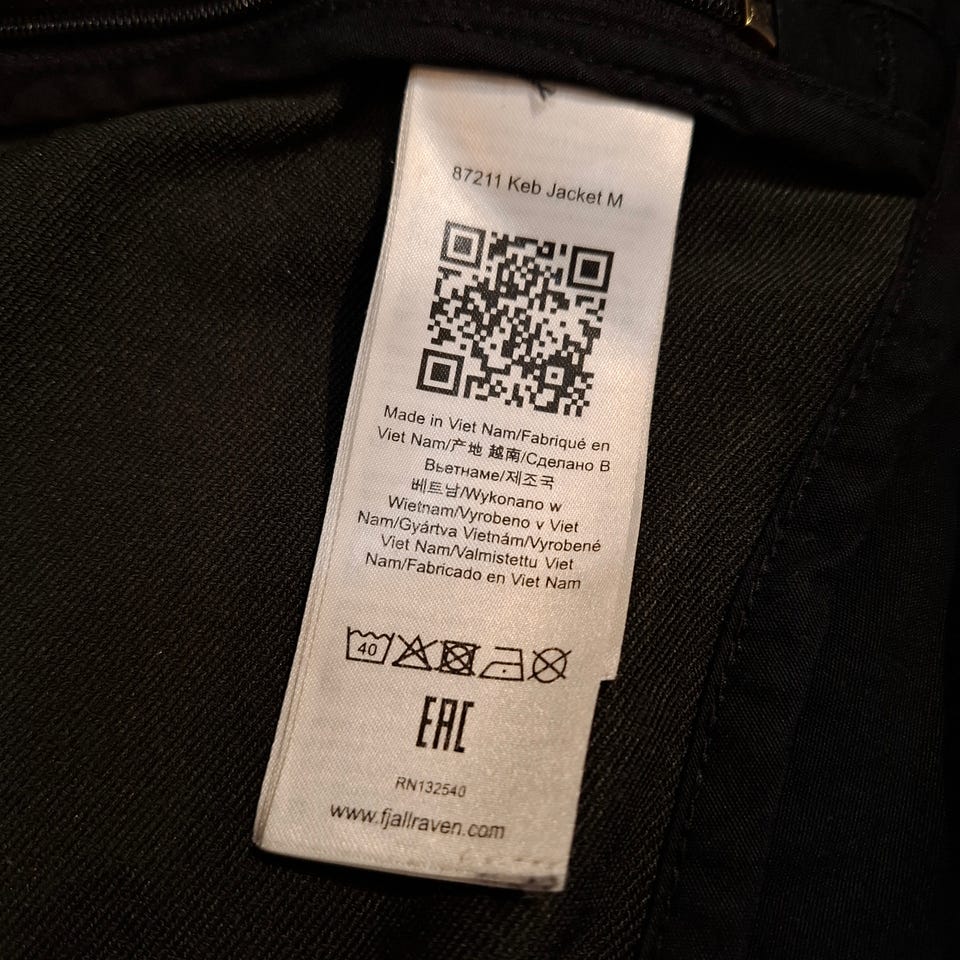 87211 Keb Jacket M
Made in Viet Nam/Fabriqué en
Viet Nam/产地 越南/Сделано В
Вьетнаме/제조국
베트남/Wykonano w
Wietnam/Vyrobeno v Viet
Nam/Gyártva Vietnám/Vyrobené
Viet Nam/Valmistettu Viet
Nam/Fabricado en Viet Nam
40
EAC
RN132540
www.fjallraven.com